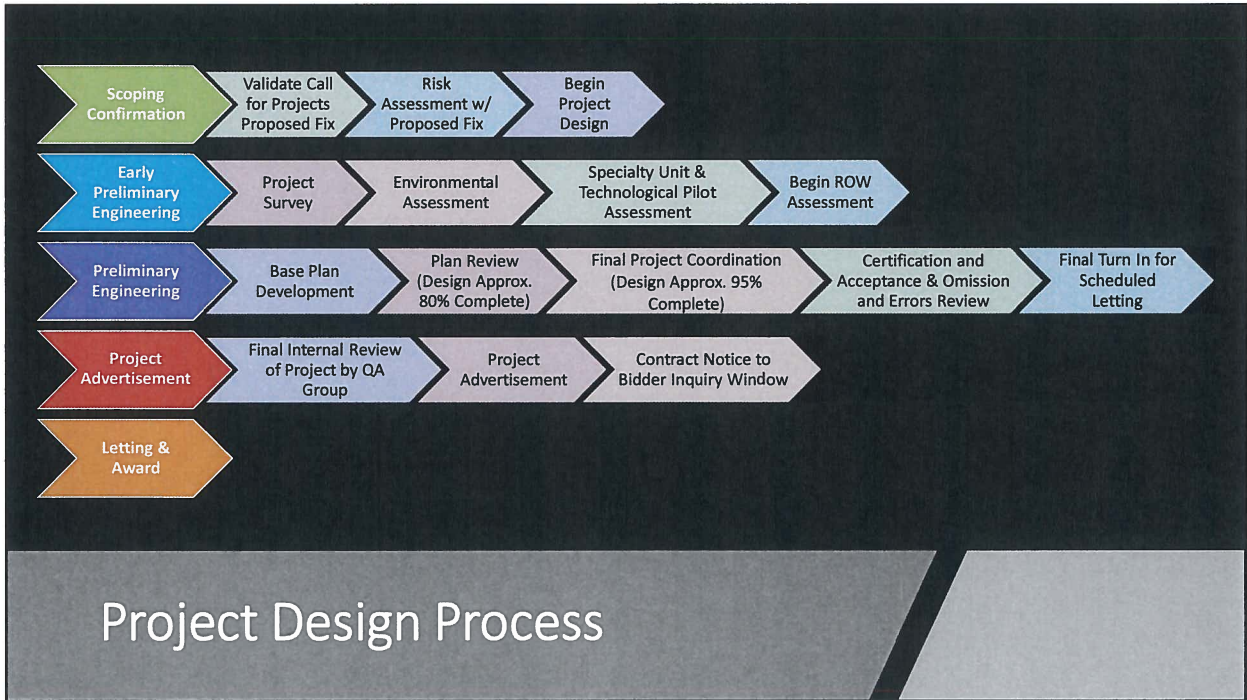 Scoping
Confirmation
Validate Call
for Projects
Proposed Fix
Risk
Assessment w/
Proposed Fix
Begin
Project
Design
Early
Preliminary
Engineering
Project
Survey
Environmental
Assessment
Specialty Unit &
Technological Pilot
Assessment
Begin ROW
Assessment
Preliminary
Engineering
Base Plan
Development
Plan Review
(Design Approx.
80% Complete)
Final Project Coordination
(Design Approx. 95%
Complete)
Certification and
Acceptance & Omission
and Errors Review
Final Turn In for
Scheduled
Letting
Project
Advertisement
Final Internal Review
of Project by QA
Group
Project
Advertisement
Contract Notice to
Bidder Inquiry Window
Letting &
Award
Project Design Process